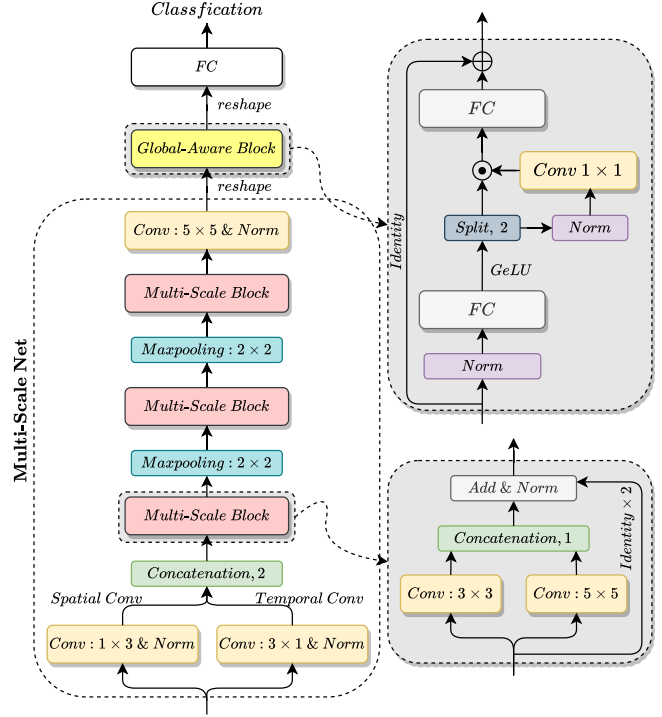 Classfication
FC
reshape
Global-Aware Block
reshape
Conv : 5 × 5 & Norm
Multi-Scale Block
Maxpooling : 2 × 2
Multi-Scale Block
Maxpooling : 2 × 2
Multi-Scale Block
Concatenation, 2
Spatial Conv
Temporal Conv
Conv : 1 × 3 & Norm
Conv : 3 × 1 & Norm
Multi-Scale Net
FC
Conv 1 × 1
Split, 2
Norm
GeLU
FC
Norm
Identity
Add & Norm
Concatenation, 1
Conv : 3 × 3
Conv : 5 × 5
Identity × 2